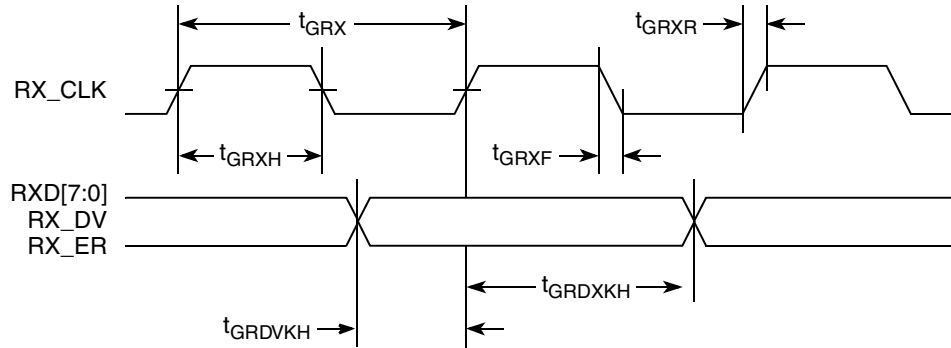 tGRX
tGRXR
RX_CLK
tGRXH
tGRXF
RXD[7:0]
RX_DV
RX_ER
tGRDXKH
tGRDVKH